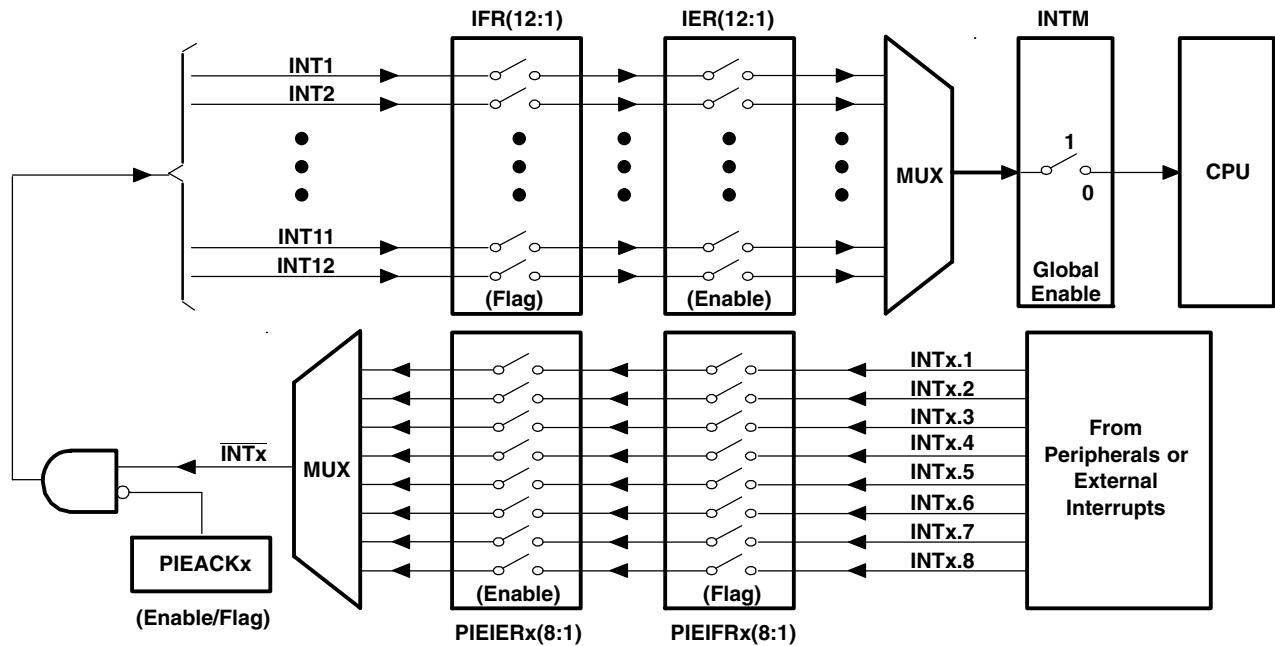 IFR(12:1) IER(12:1) INTM
INT1
INT2
1
MUX CPU
0
INT11
INT12
Global
Enable
(Flag) (Enable)
INTx.1
INTx.2
INTx.3
INTx.4
INTx.5
INTx.6
INTx.7
INTx.8
From
Peripherals or
External
Interrupts
INTx
MUX
PIEACKx
(Enable/Flag)
(Enable) (Flag)
PIEIERx(8:1) PIEIFRx(8:1)